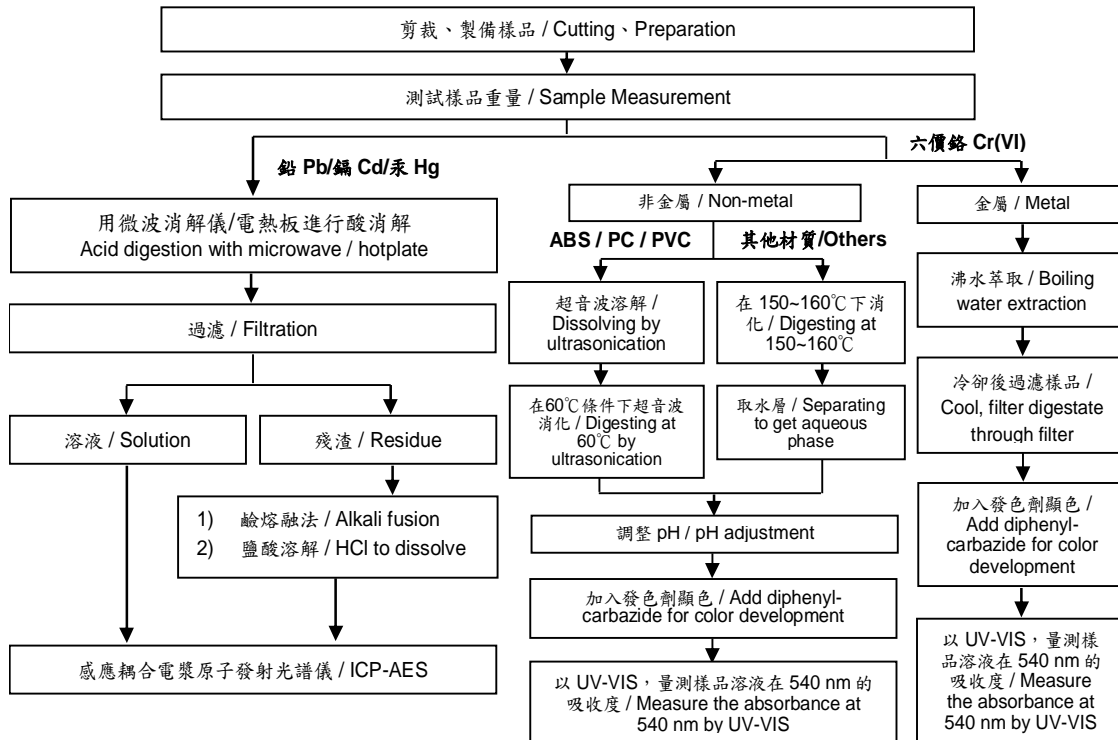 剪裁、製備樣品 / Cutting、Preparation
測試樣品重量 / Sample Measurement
鉛 Pb/鎘 Cd/汞 Hg
用微波消解儀/電熱板進行酸消解
Acid digestion with microwave / hotplate
過濾 / Filtration
溶液 / Solution
殘渣 / Residue
1) 鹼熔融法 / Alkali fusion
2) 鹽酸溶解 / HCl to dissolve
感應耦合電漿原子發射光譜儀 / ICP-AES
六價鉻 Cr(VI)
非金屬 / Non-metal
ABS / PC / PVC
超音波溶解 /
Dissolving by
ultrasonication
在60℃條件下超音波
消化 / Digesting at
60℃ by
ultrasonication
其他材質/Others
在 150~160℃下消
化 / Digesting at
150~160℃
取水層 / Separating
to get aqueous
phase
調整 pH / pH adjustment
加入發色劑顯色 / Add diphenyl-
carbazide for color development
以 UV-VIS，量測樣品溶液在 540 nm 的
吸收度 / Measure the absorbance at
540 nm by UV-VIS
金屬 / Metal
沸水萃取 / Boiling
water extraction
冷卻後過濾樣品 /
Cool, filter digestate
through filter
加入發色劑顯色 /
Add diphenyl-
carbazide for color
development
以 UV-VIS，量測樣
品溶液在 540 nm 的
吸收度 / Measure
the absorbance at
540 nm by UV-VIS